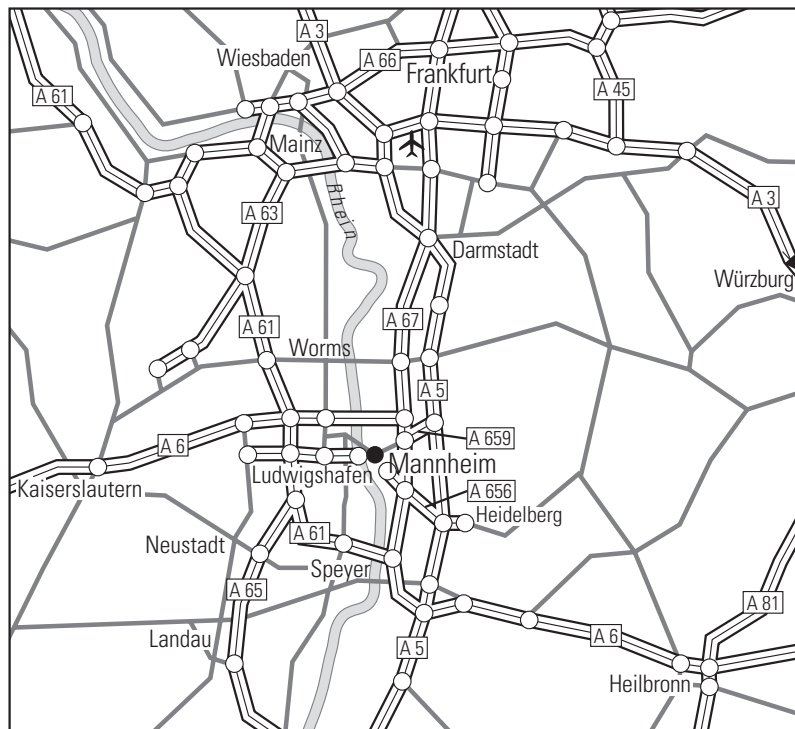 A 3
Wiesbaden
A 66
Frankfurt
A 61
A 45
Mainz
Rhein
A 63
A 3
Darmstadt
Würzburg
A 61
A 67
Worms
A 5
A 6
A 659
Mannheim
Ludwigshafen
Kaiserslautern
A 656
Heidelberg
A 61
Neustadt
Speyer
A 65
A 81
Landau
A 5
A 6
Heilbronn